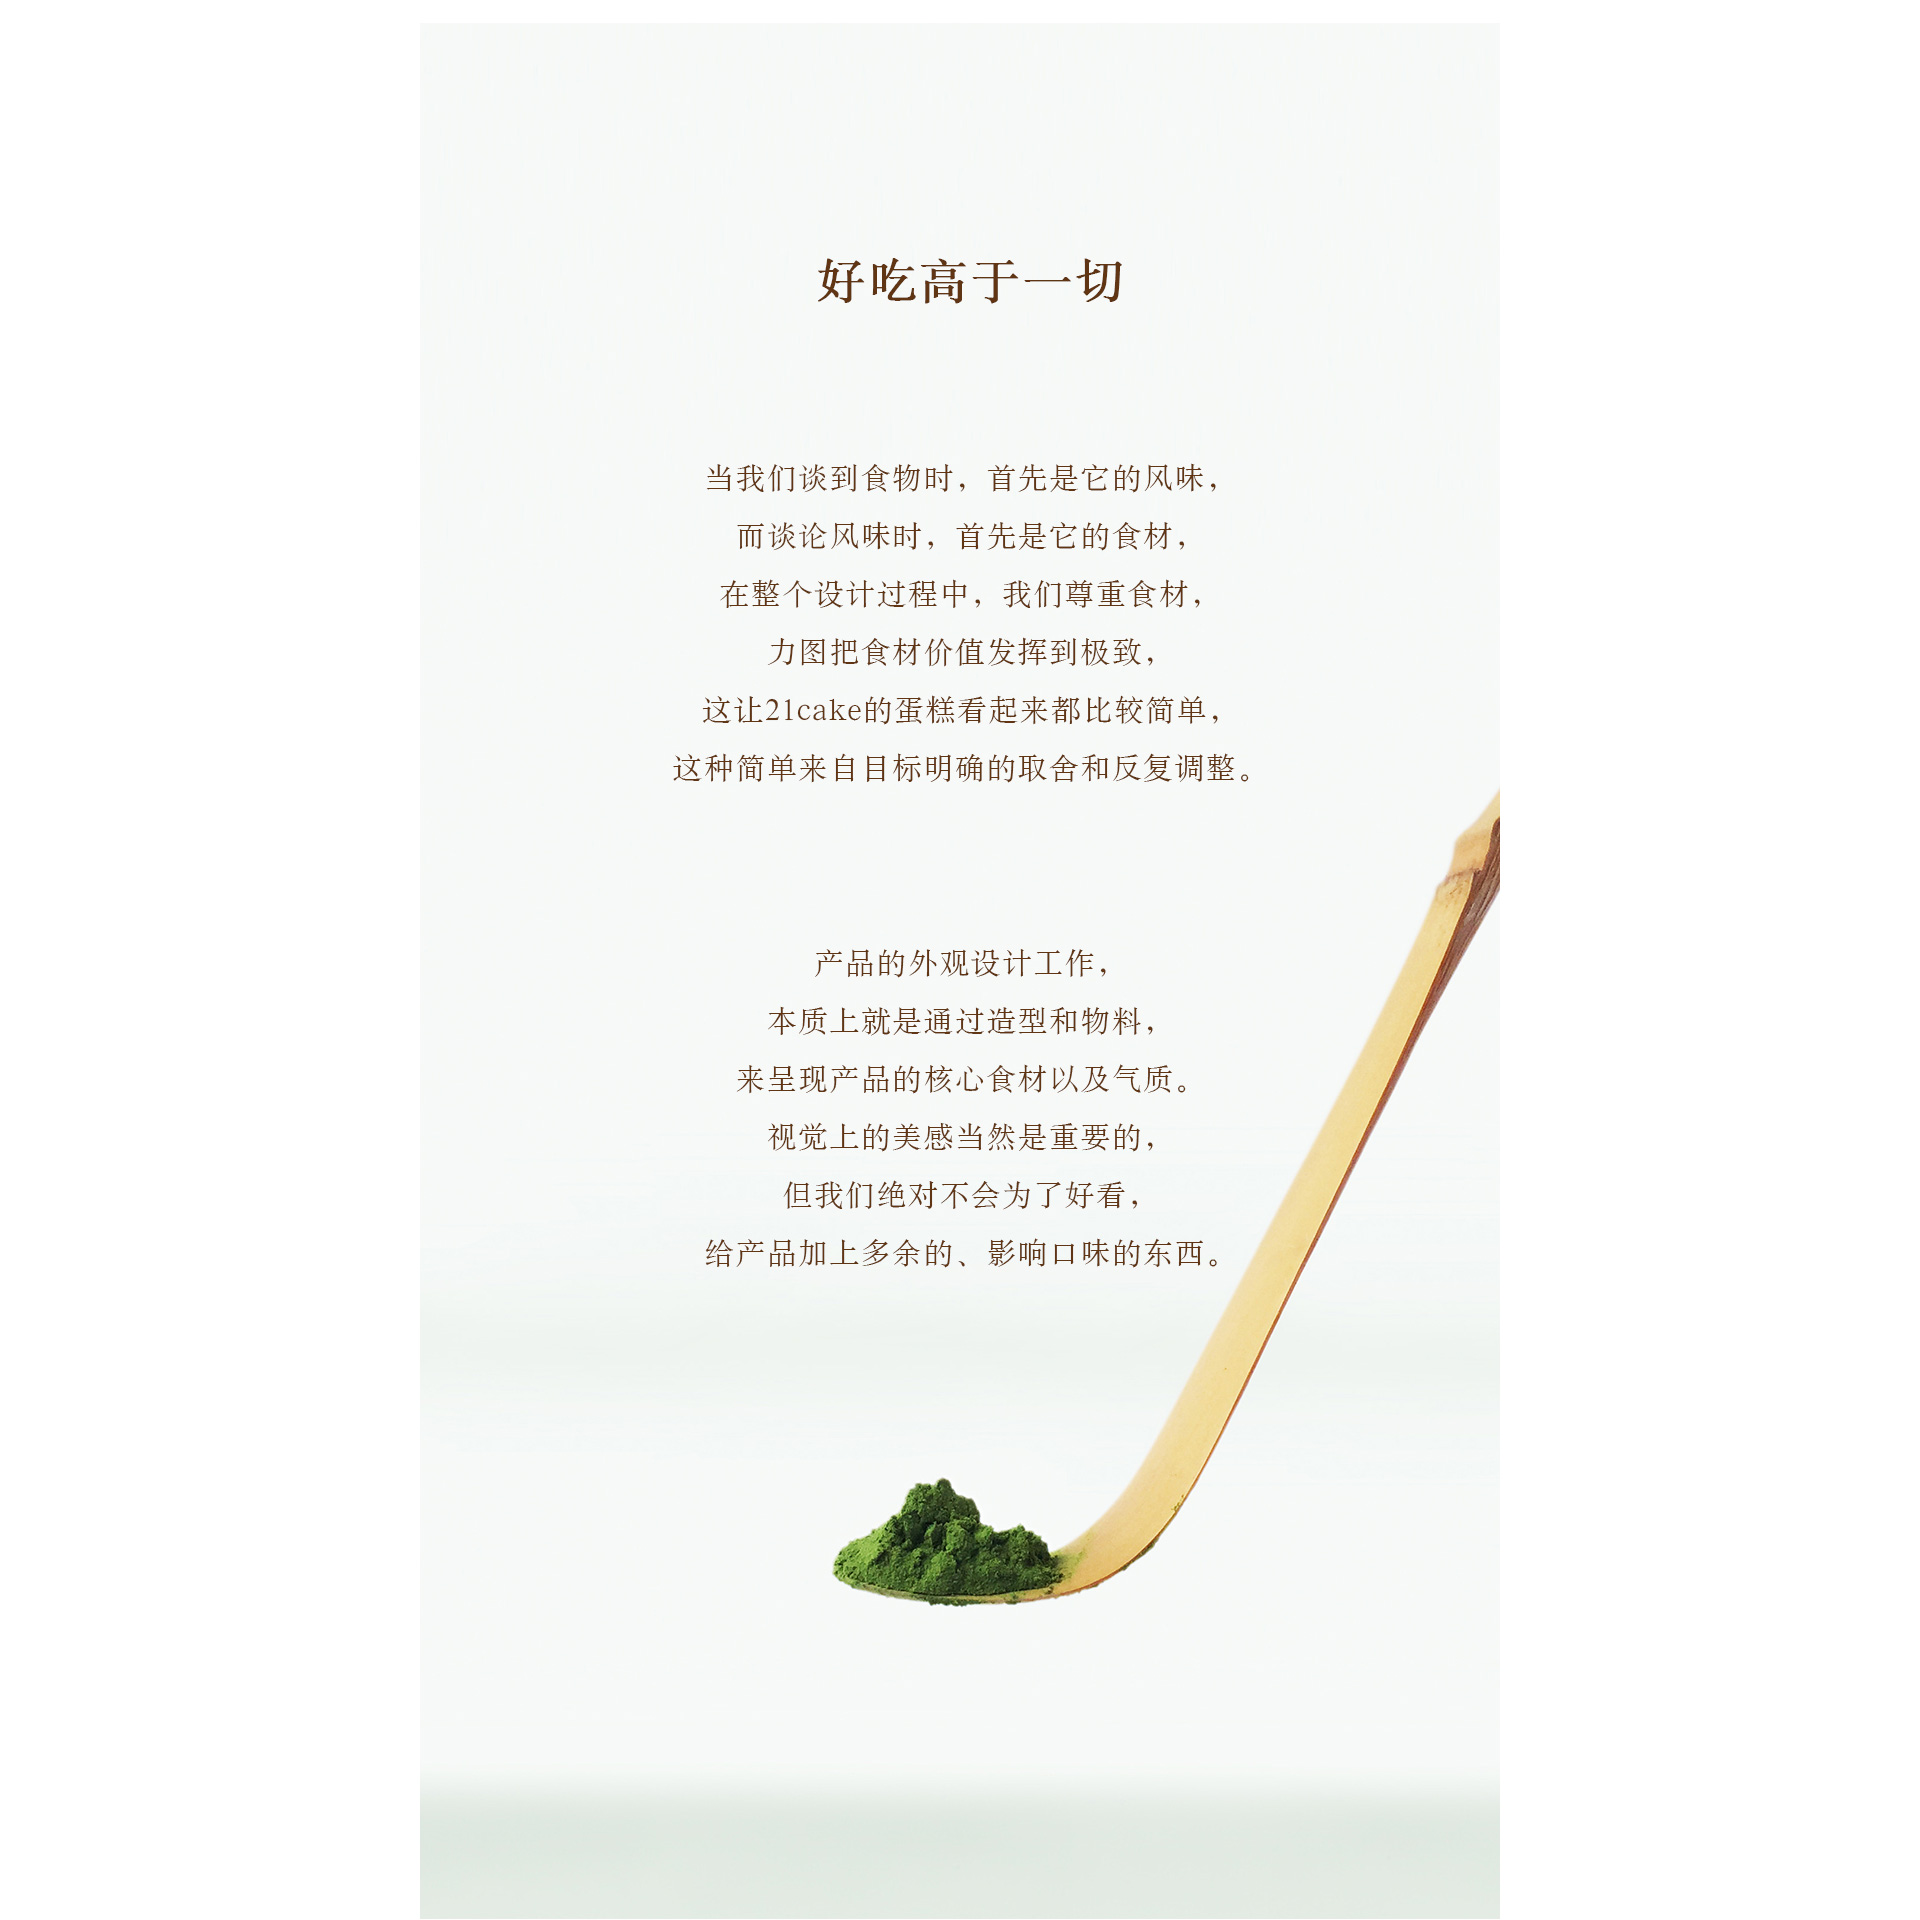 好吃高于一切
当我们谈到食物时，首先是它的风味，
而谈论风味时，首先是它的食材，
在整个设计过程中，我们尊重食材，
力图把食材价值发挥到极致，
这让21cake的蛋糕看起来都比较简单，
这种简单来自目标明确的取舍和反复调整。
产品的外观设计工作，
本质上就是通过造型和物料，
来呈现产品的核心食材以及气质。
视觉上的美感当然是重要的，
但我们绝对不会为了好看，
给产品加上多余的、影响口味的东西。